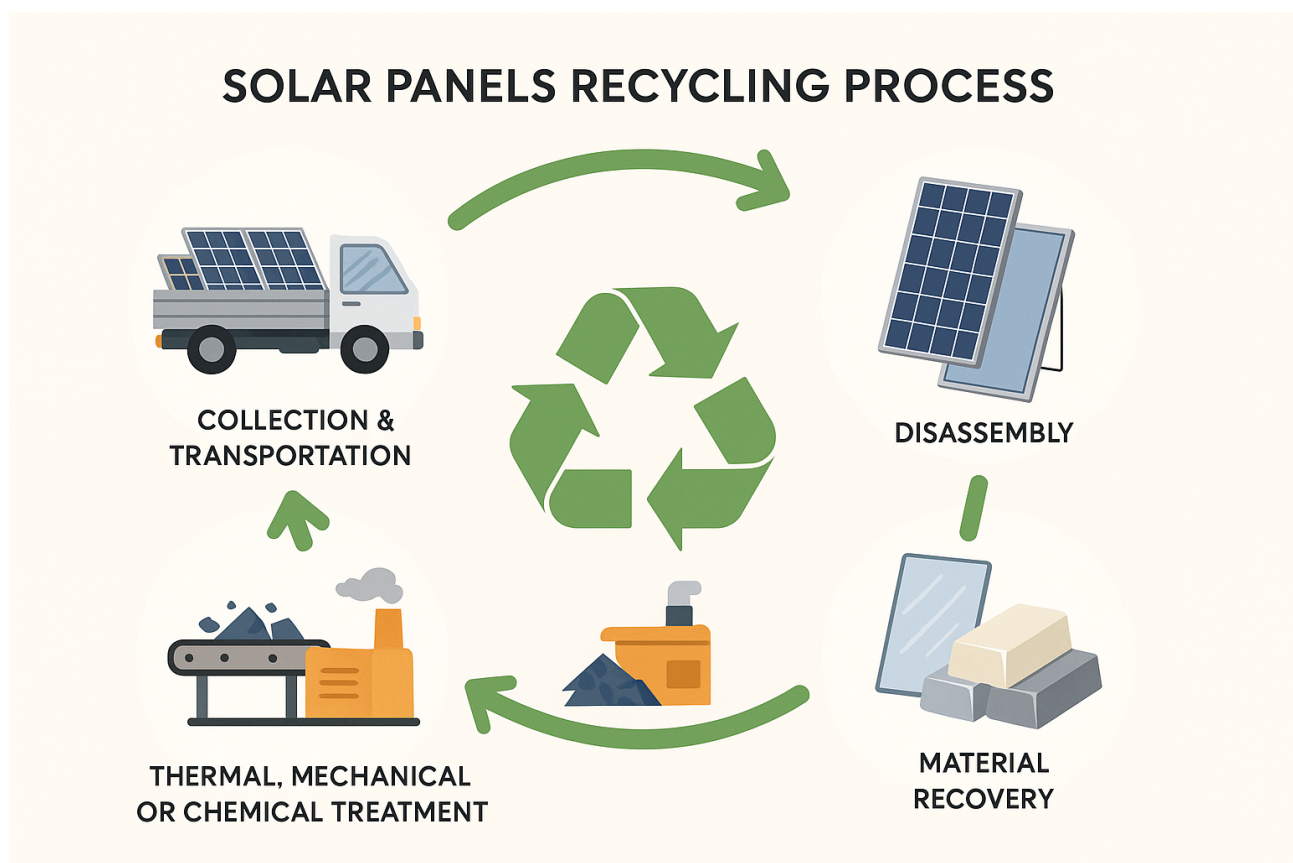 SOLAR PANELS RECYCLING PROCESS
COLLECTION &
TRANSPORTATION
DISASSEMBLY
THERMAL, MECHANICAL
OR CHEMICAL TREATMENT
MATERIAL
RECOVERY